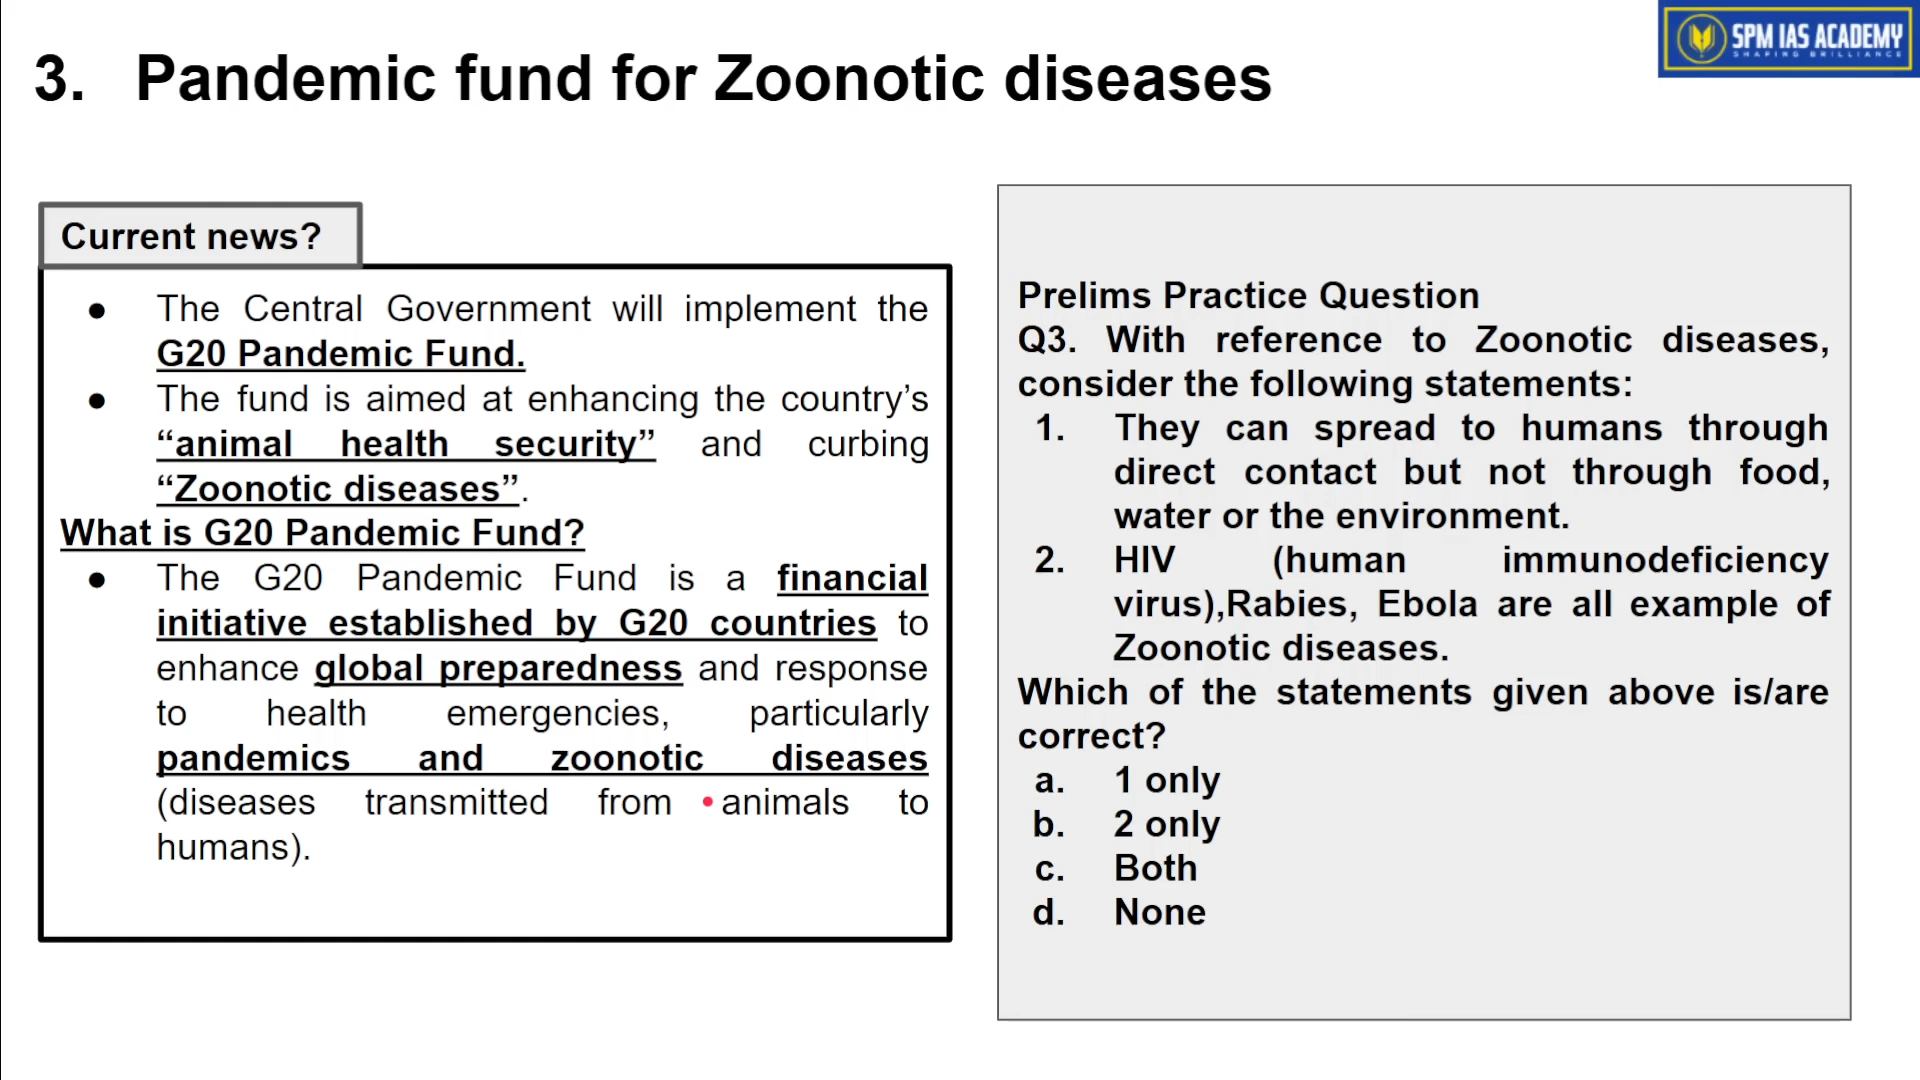 SPM IAS ACADEMY
SHAPING BRILLIANCE
3. Pandemic fund for Zoonotic diseases
Current news?
● The Central Government will implement the
G20 Pandemic Fund.
● The fund is aimed at enhancing the country’s
“animal health security” and curbing
“Zoonotic diseases”.
What is G20 Pandemic Fund?
● The G20 Pandemic Fund is a financial
initiative established by G20 countries to
enhance global preparedness and response
to health emergencies, particularly
pandemics and zoonotic diseases
(diseases transmitted from animals to
humans).
Prelims Practice Question
Q3. With reference to Zoonotic diseases,
consider the following statements:
1. They can spread to humans through
direct contact but not through food,
water or the environment.
2. HIV (human immunodeficiency
virus),Rabies, Ebola are all example of
Zoonotic diseases.
Which of the statements given above is/are
correct?
a. 1 only
b. 2 only
c. Both
d. None